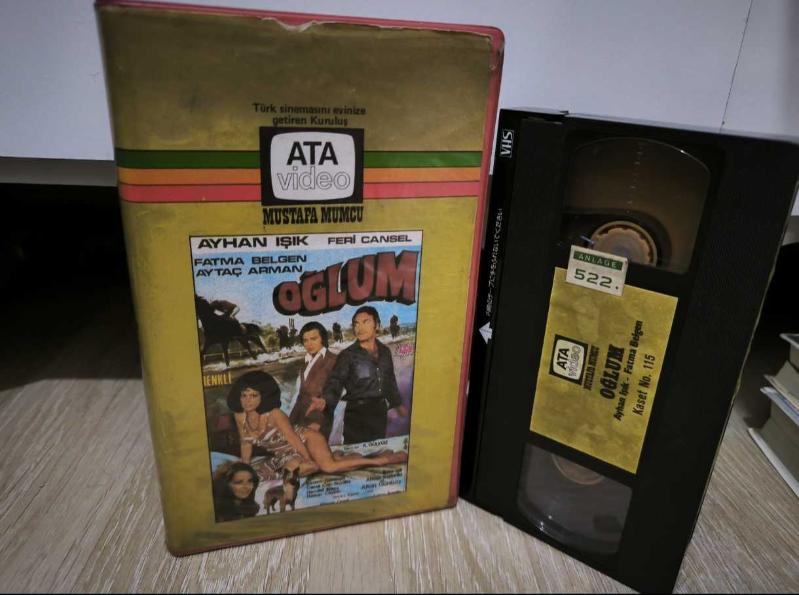 Türk sinemasını evinize
getiren Kuruluş
ATA
video
MUSTAFA MUMCU
AYHAN IŞIK FERİ CANSEL
FATMA BELGEN
AYTAÇ ARMAN
OĞLUM
RENKLİ
VHS
ANLAGE
522.
ATA
video
MUSTAFA MUMCU
OĞLUM
Ayhan Işık - Fatma Belgen
Kaset No. 115